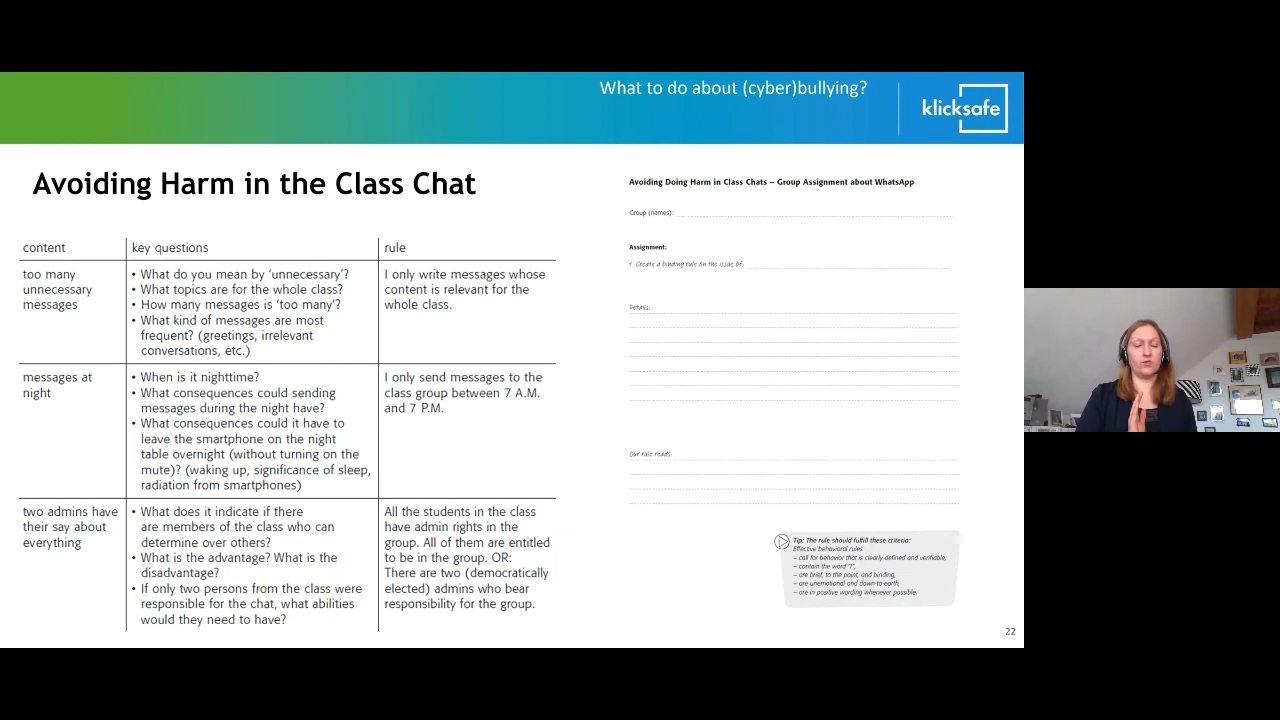 What to do about (cyber)bullying?
klicksafe
Avoiding Harm in the Class Chat
content
key questions
rule
too many
unnecessary
messages
• What do you mean by ‘unnecessary’?
• What topics are for the whole class?
• How many messages is ‘too many’?
• What kind of messages are most
frequent? (greetings, irrelevant
conversations, etc.)
I only write messages whose
content is relevant for the
whole class.
messages at
night
• When is it nighttime?
• What consequences could sending
messages during the night have?
• What consequences could it have to
leave the smartphone on the night
table overnight (without turning on the
mute)? (waking up, significance of sleep,
radiation from smartphones)
I only send messages to the
class group between 7 A.M.
and 7 P.M.
two admins have
their say about
everything
• What does it indicate if there
are members of the class who can
determine over others?
• What is the advantage? What is the
disadvantage?
• If only two persons from the class were
responsible for the chat, what abilities
would they need to have?
All the students in the class
have admin rights in the
group. All of them are entitled
to be in the group. OR:
There are two (democratically
elected) admins who bear
responsibility for the group.
Avoiding Doing Harm in Class Chats – Group Assignment about WhatsApp
Group (names):
Assignment:
1. Create a binding rule on the issue of:
Details:
Our rule reads:
Tip: The rule should fulfill these criteria:
Effective behavioral rules
– call for behavior that is clearly defined and verifiable,
– contain the word "I",
– are brief, to the point, and binding,
– are unemotional and down-to-earth;
– are in positive wording whenever possible.
22